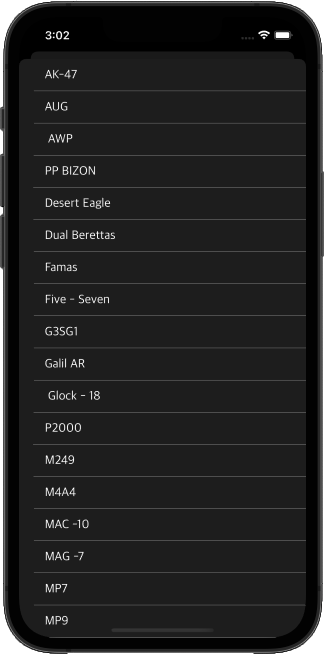 3:02
AK-47
AUG
AWP
PP BIZON
Desert Eagle
Dual Berettas
Famas
Five - Seven
G3SG1
Galil AR
Glock - 18
P2000
M249
M4A4
MAC -10
MAG -7
MP7
MP9